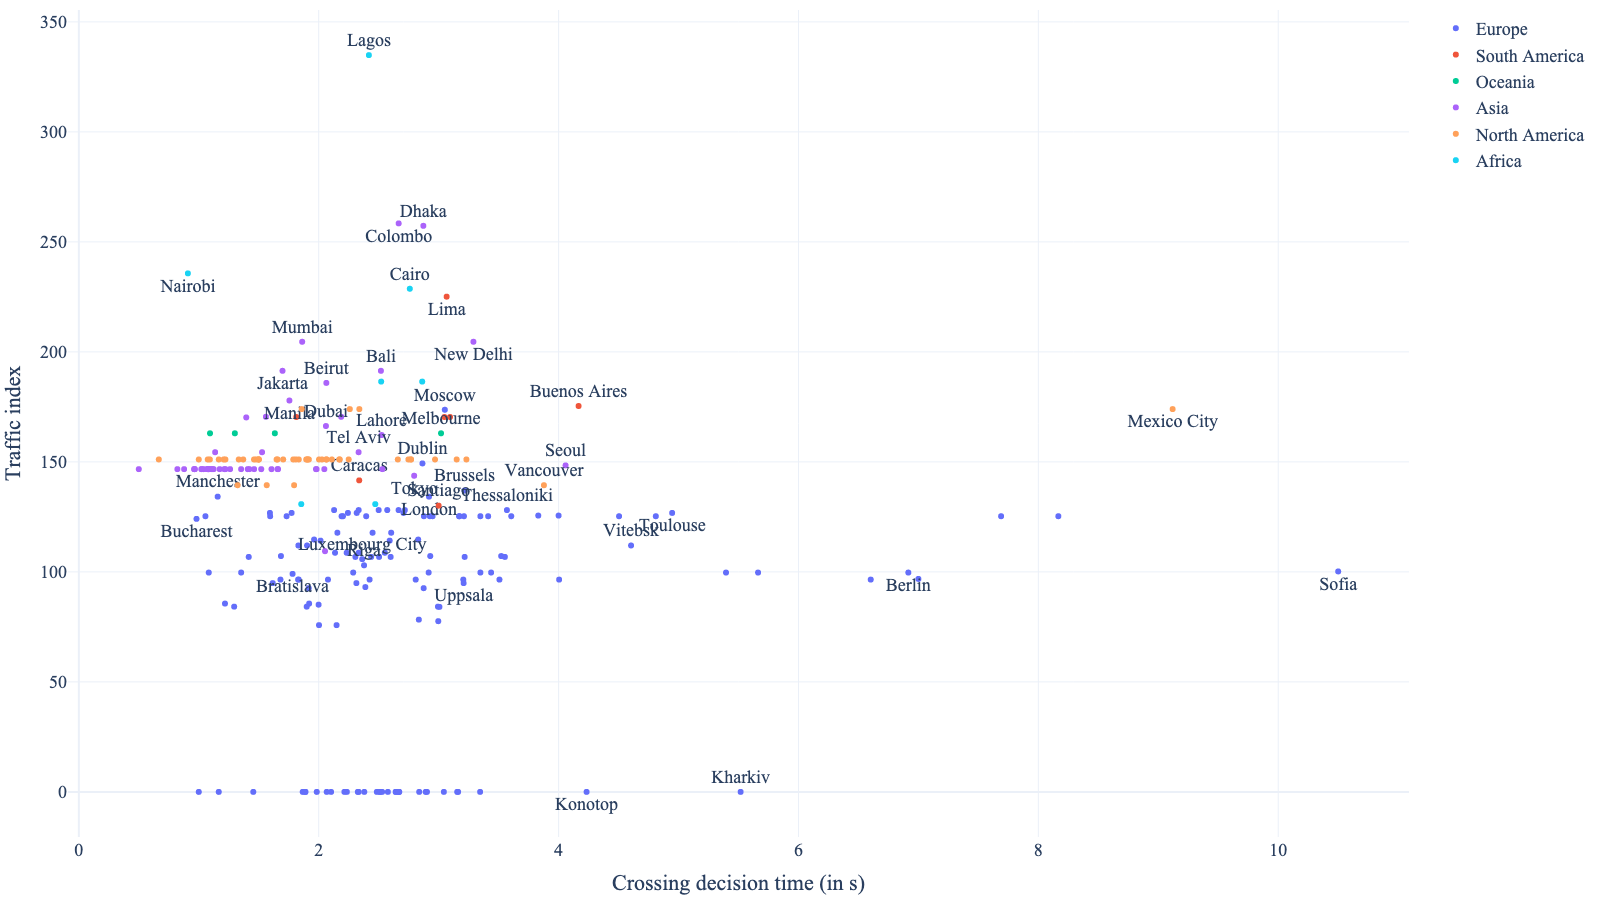 350
300
250
200
150
100
50
0
Traffic index
0
2
4
6
8
10
Crossing decision time (in s)
Europe
South America
Oceania
Asia
North America
Africa
Lagos
Dhaka
Colombo
Nairobi
Cairo
Lima
Mumbai
New Delhi
Bali
Beirut
Jakarta
Buenos Aires
Moscow
Manila
Dubai
Lahore
Melbourne
Mexico City
Tel Aviv
Dublin
Seoul
Caracas
Vancouver
Brussels
Manchester
Tokyo
Santiago
Thessaloniki
London
Toulouse
Bucharest
Vitebsk
Luxembourg City
Riga
Bratislava
Berlin
Sofia
Uppsala
Kharkiv
Konotop